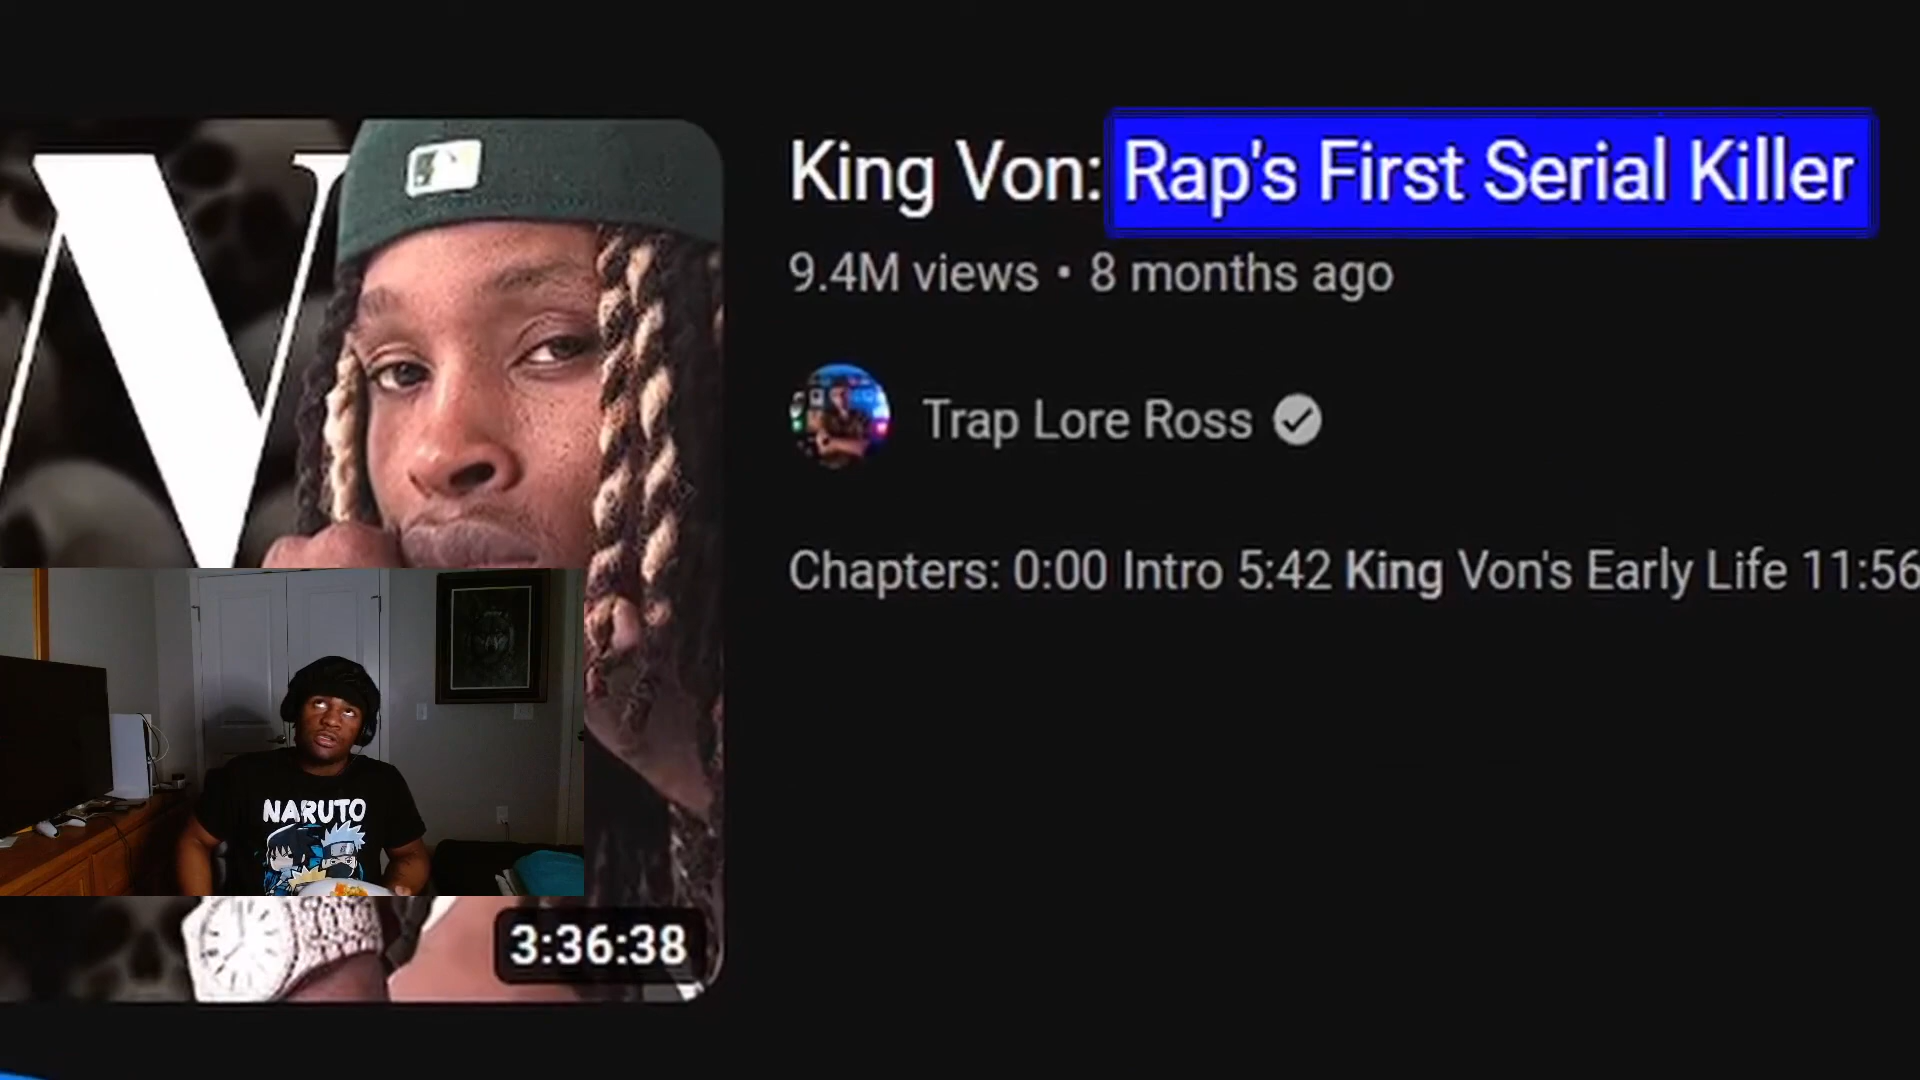 V
King Von: Rap's First Serial Killer
9.4M views • 8 months ago
Trap Lore Ross
Chapters: 0:00 Intro 5:42 King Von's Early Life 11:56
NARUTO
3:36:38